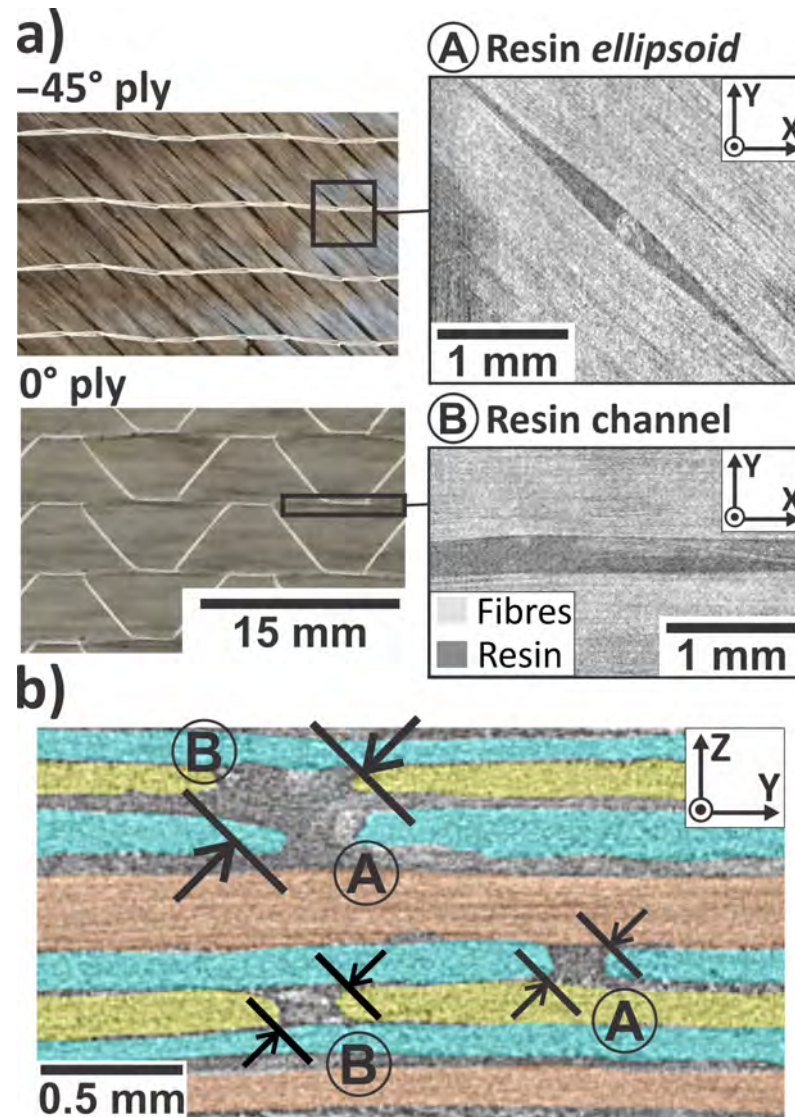 a)
−45° ply
A Resin ellipsoid
Y
X
1 mm
0° ply
B Resin channel
Y
X
15 mm
Fibres
Resin
1 mm
b)
B
Z
Y
A
A
B
0.5 mm